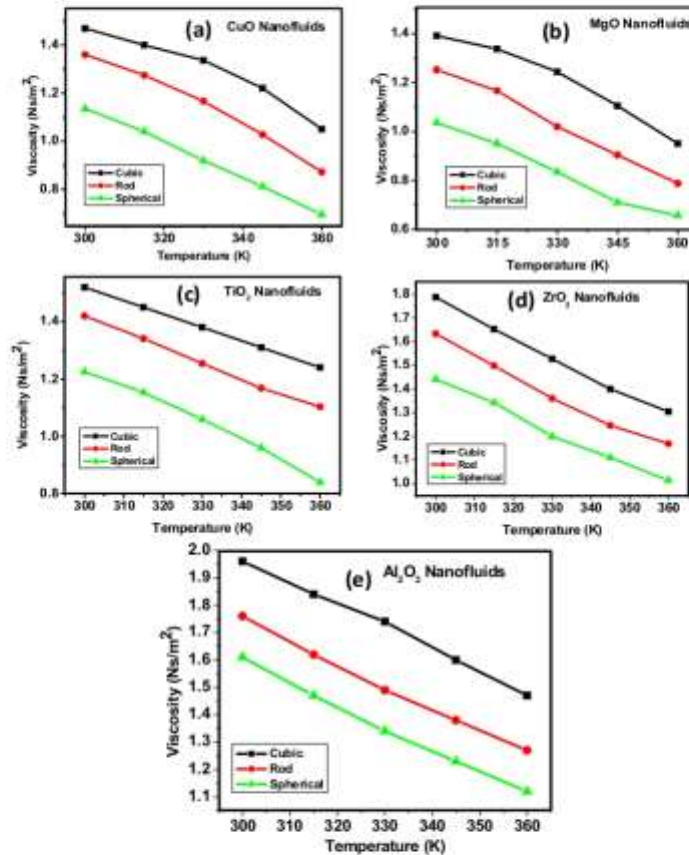 (a) CuO Nanofluids
Viscosity (Ns/m²)
1.4
1.2
1.0
0.8
Cubic
Rod
Spherical
300 320 340 360
Temperature (K)
(b) MgO Nanofluids
Viscosity (Ns/m²)
1.4
1.2
1.0
0.8
0.6
Cubic
Rod
Spherical
300 315 330 345 360
Temperature (K)
(c) TiO₂ Nanofluids
Viscosity (Ns/m²)
1.4
1.2
1.0
0.8
Cubic
Rod
Spherical
300 310 320 330 340 350 360
Temperature (K)
(d) ZrO₂ Nanofluids
Viscosity (Ns/m²)
1.8
1.7
1.6
1.5
1.4
1.3
1.2
1.1
1.0
Cubic
Rod
Spherical
300 310 320 330 340 350 360
Temperature (K)
(e) Al₂O₃ Nanofluids
Viscosity (Ns/m²)
2.0
1.9
1.8
1.7
1.6
1.5
1.4
1.3
1.2
1.1
Cubic
Rod
Spherical
300 310 320 330 340 350 360
Temperature (K)